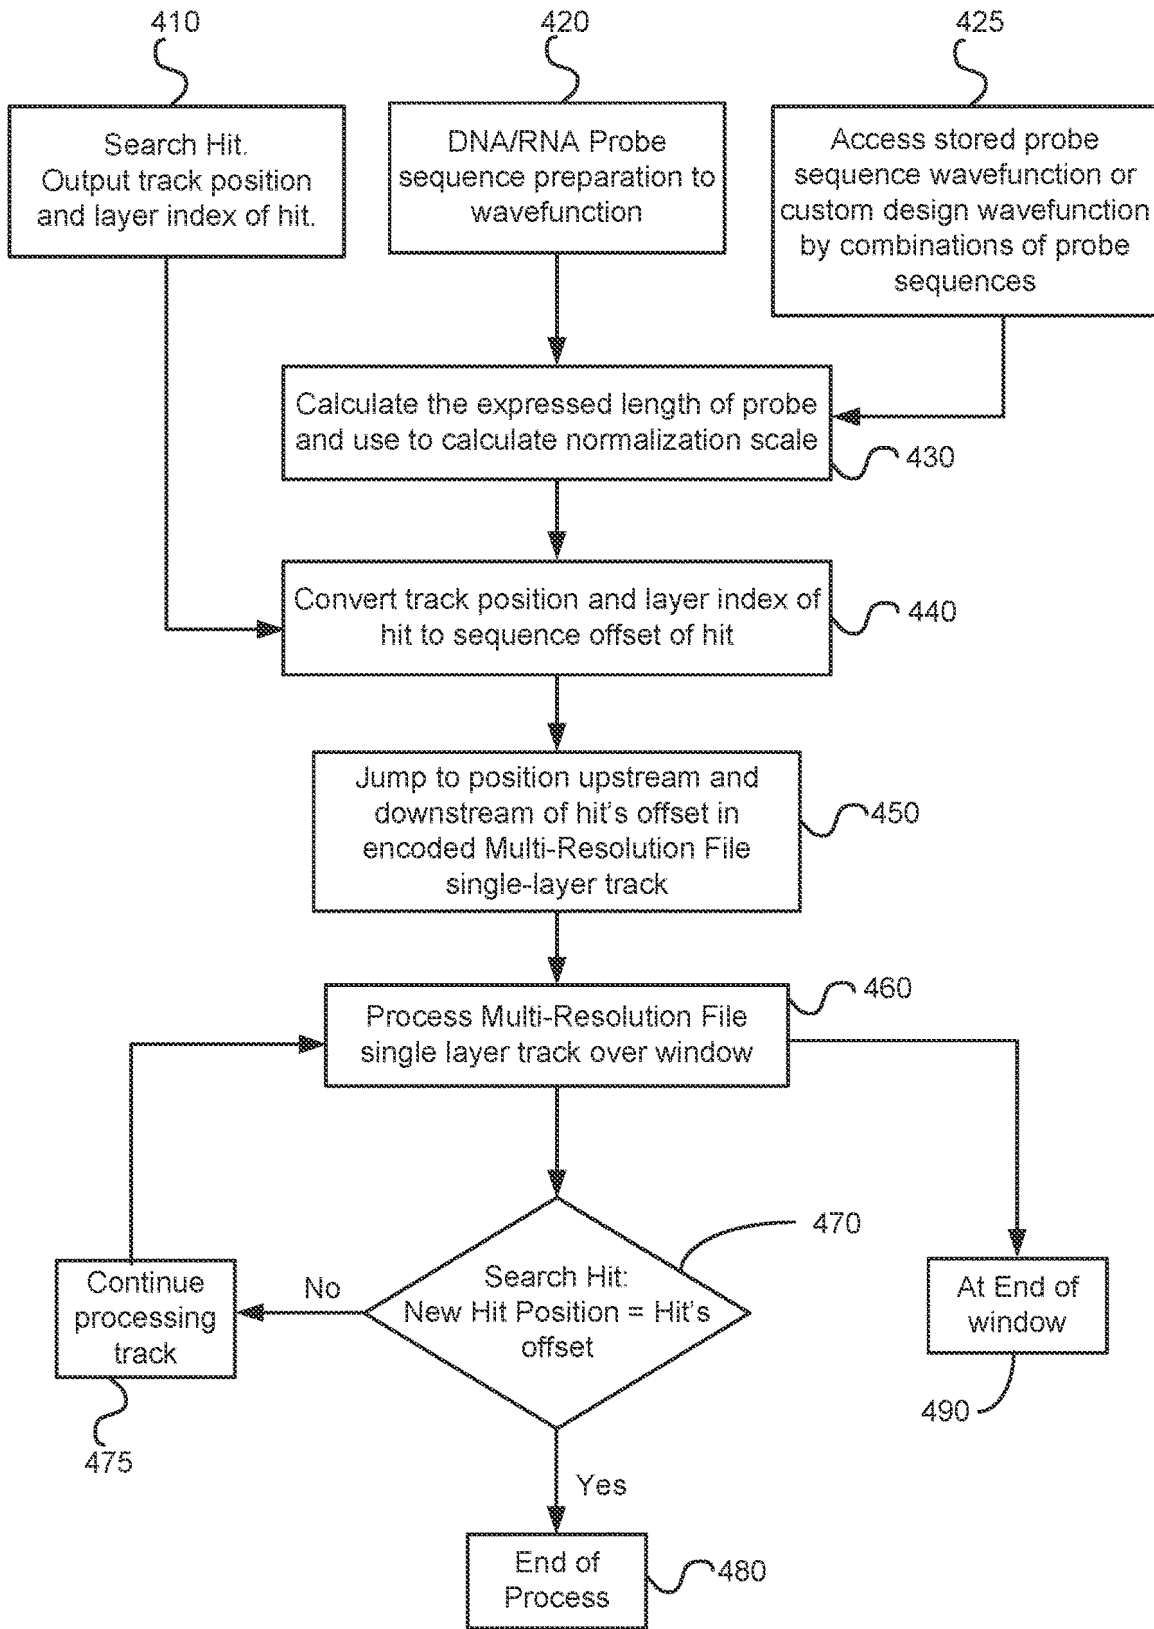 410
420
425
Search Hit.
Output track position
and layer index of hit.
DNA/RNA Probe
sequence preparation to
wavefunction
Access stored probe
sequence wavefunction or
custom design wavefunction
by combinations of probe
sequences
Calculate the expressed length of probe
and use to calculate normalization scale
430
Convert track position and layer index of
hit to sequence offset of hit
440
Jump to position upstream and
downstream of hit's offset in
encoded Multi-Resolution File
single-layer track
450
Process Multi-Resolution File
single layer track over window
460
Search Hit:
New Hit Position = Hit's
offset
470
No
Continue
processing
track
475
At End of
window
490
Yes
End of
Process
480